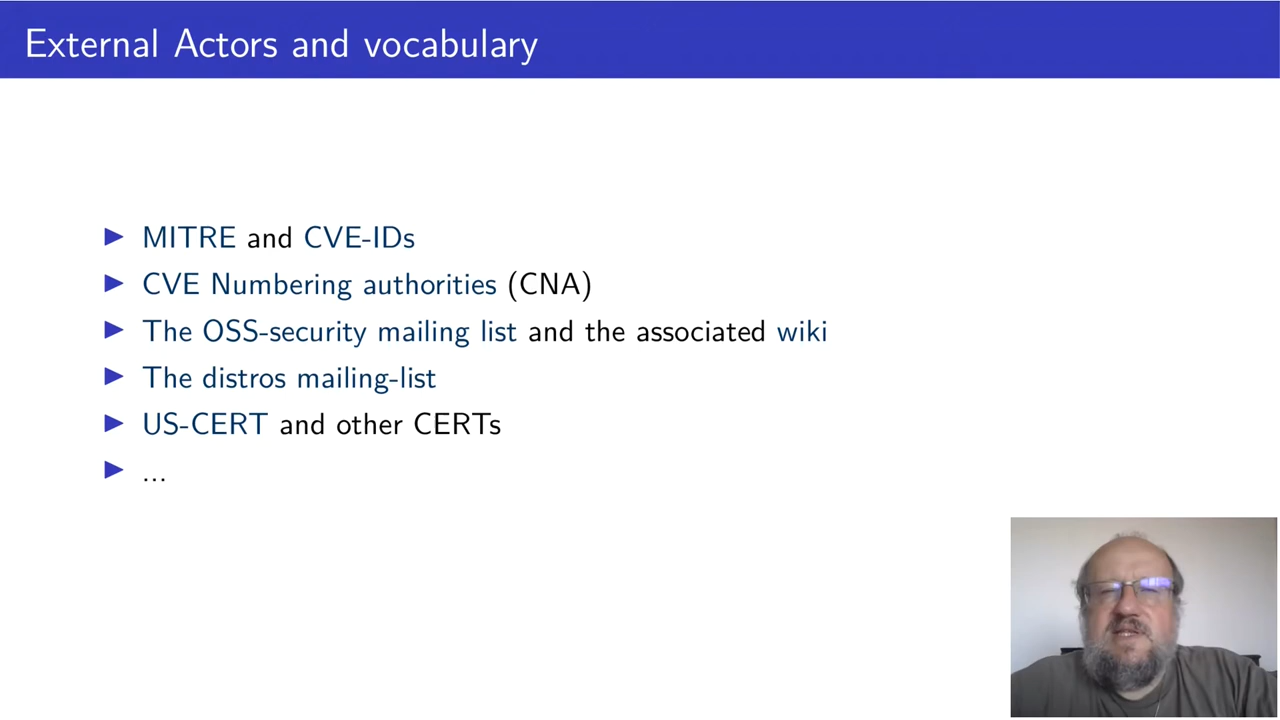 External Actors and vocabulary
MITRE and CVE-IDs
CVE Numbering authorities (CNA)
The OSS-security mailing list and the associated wiki
The distros mailing-list
US-CERT and other CERTs
...